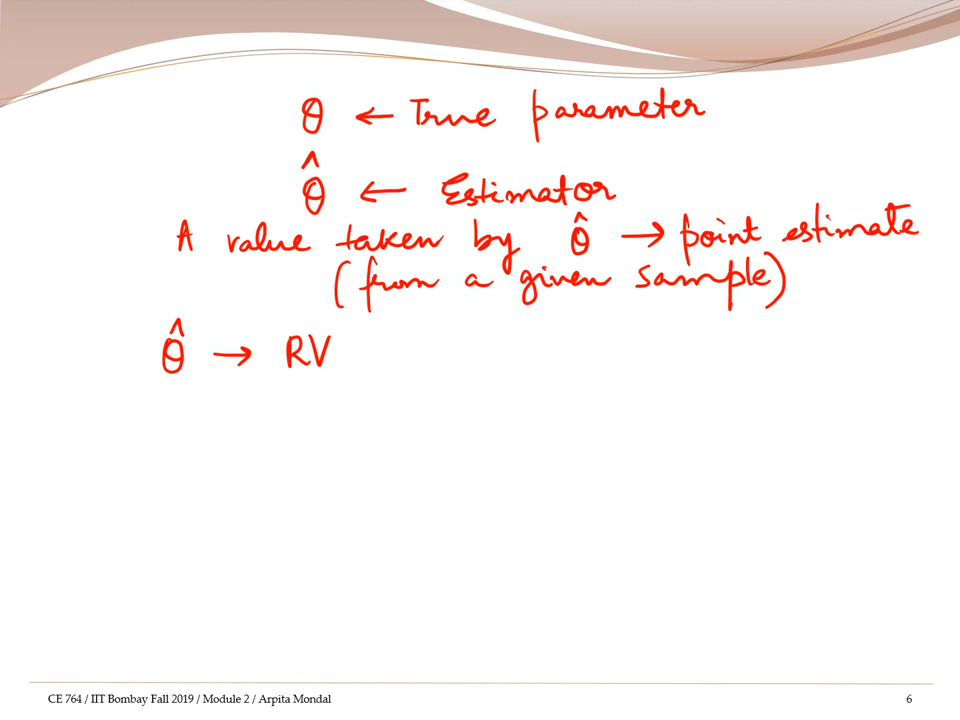 θ ← True parameter
θ̂ ← Estimator
A value taken by θ̂ → point estimate
(from a given sample)
θ̂ → RV
CE 764 / IIT Bombay Fall 2019 / Module 2 / Arpita Mondal 6